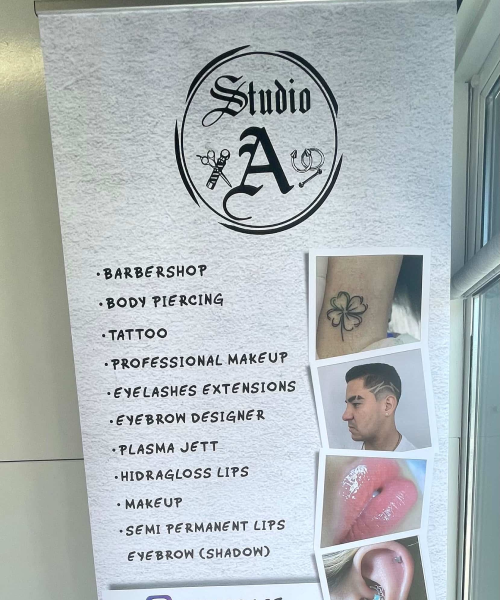 Studio
A
•BARBERSHOP
•BODY PIERCING
•TATTOO
•PROFESSIONAL MAKEUP
•EYELASHES EXTENSIONS
•EYEBROW DESIGNER
•PLASMA JETT
•HIDRAGLOSS LIPS
•MAKEUP
•SEMI PERMANENT LIPS
EYEBROW (SHADOW)